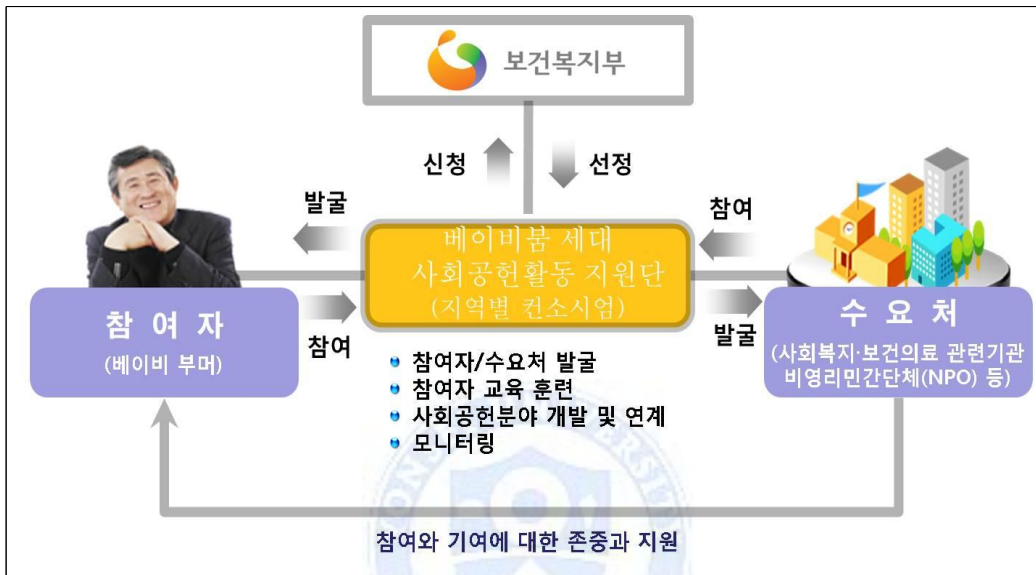 보건복지부
신청
선정
발굴
참여
베이비붐 세대
사회공헌활동 지원단
(지역별 컨소시엄)
참여
발굴
참 여 자
(베이비 부머)
수 요 처
(사회복지·보건의료 관련기관
비영리민간단체(NPO) 등)
참여자/수요처 발굴
참여자 교육 훈련
사회공헌분야 개발 및 연계
모니터링
참여와 기여에 대한 존중과 지원